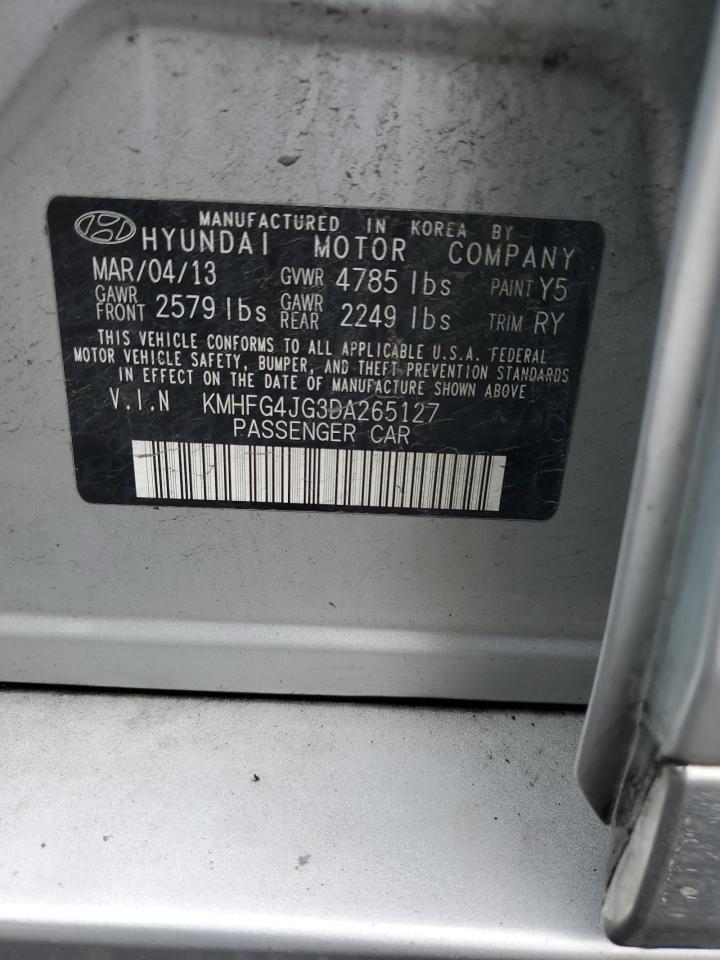 MANUFACTURED IN KOREA BY
HYUNDAI MOTOR COMPANY
MAR/04/13 GVWR 4785 lbs PAINT Y5
GAWR FRONT 2579 lbs GAWR REAR 2249 lbs TRIM RY
THIS VEHICLE CONFORMS TO ALL APPLICABLE U.S.A. FEDERAL
MOTOR VEHICLE SAFETY, BUMPER, AND THEFT PREVENTION STANDARDS
IN EFFECT ON THE DATE OF MANUFACTURE SHOWN ABOVE.
V.I.N KMHFG4JG3DA265127
PASSENGER CAR